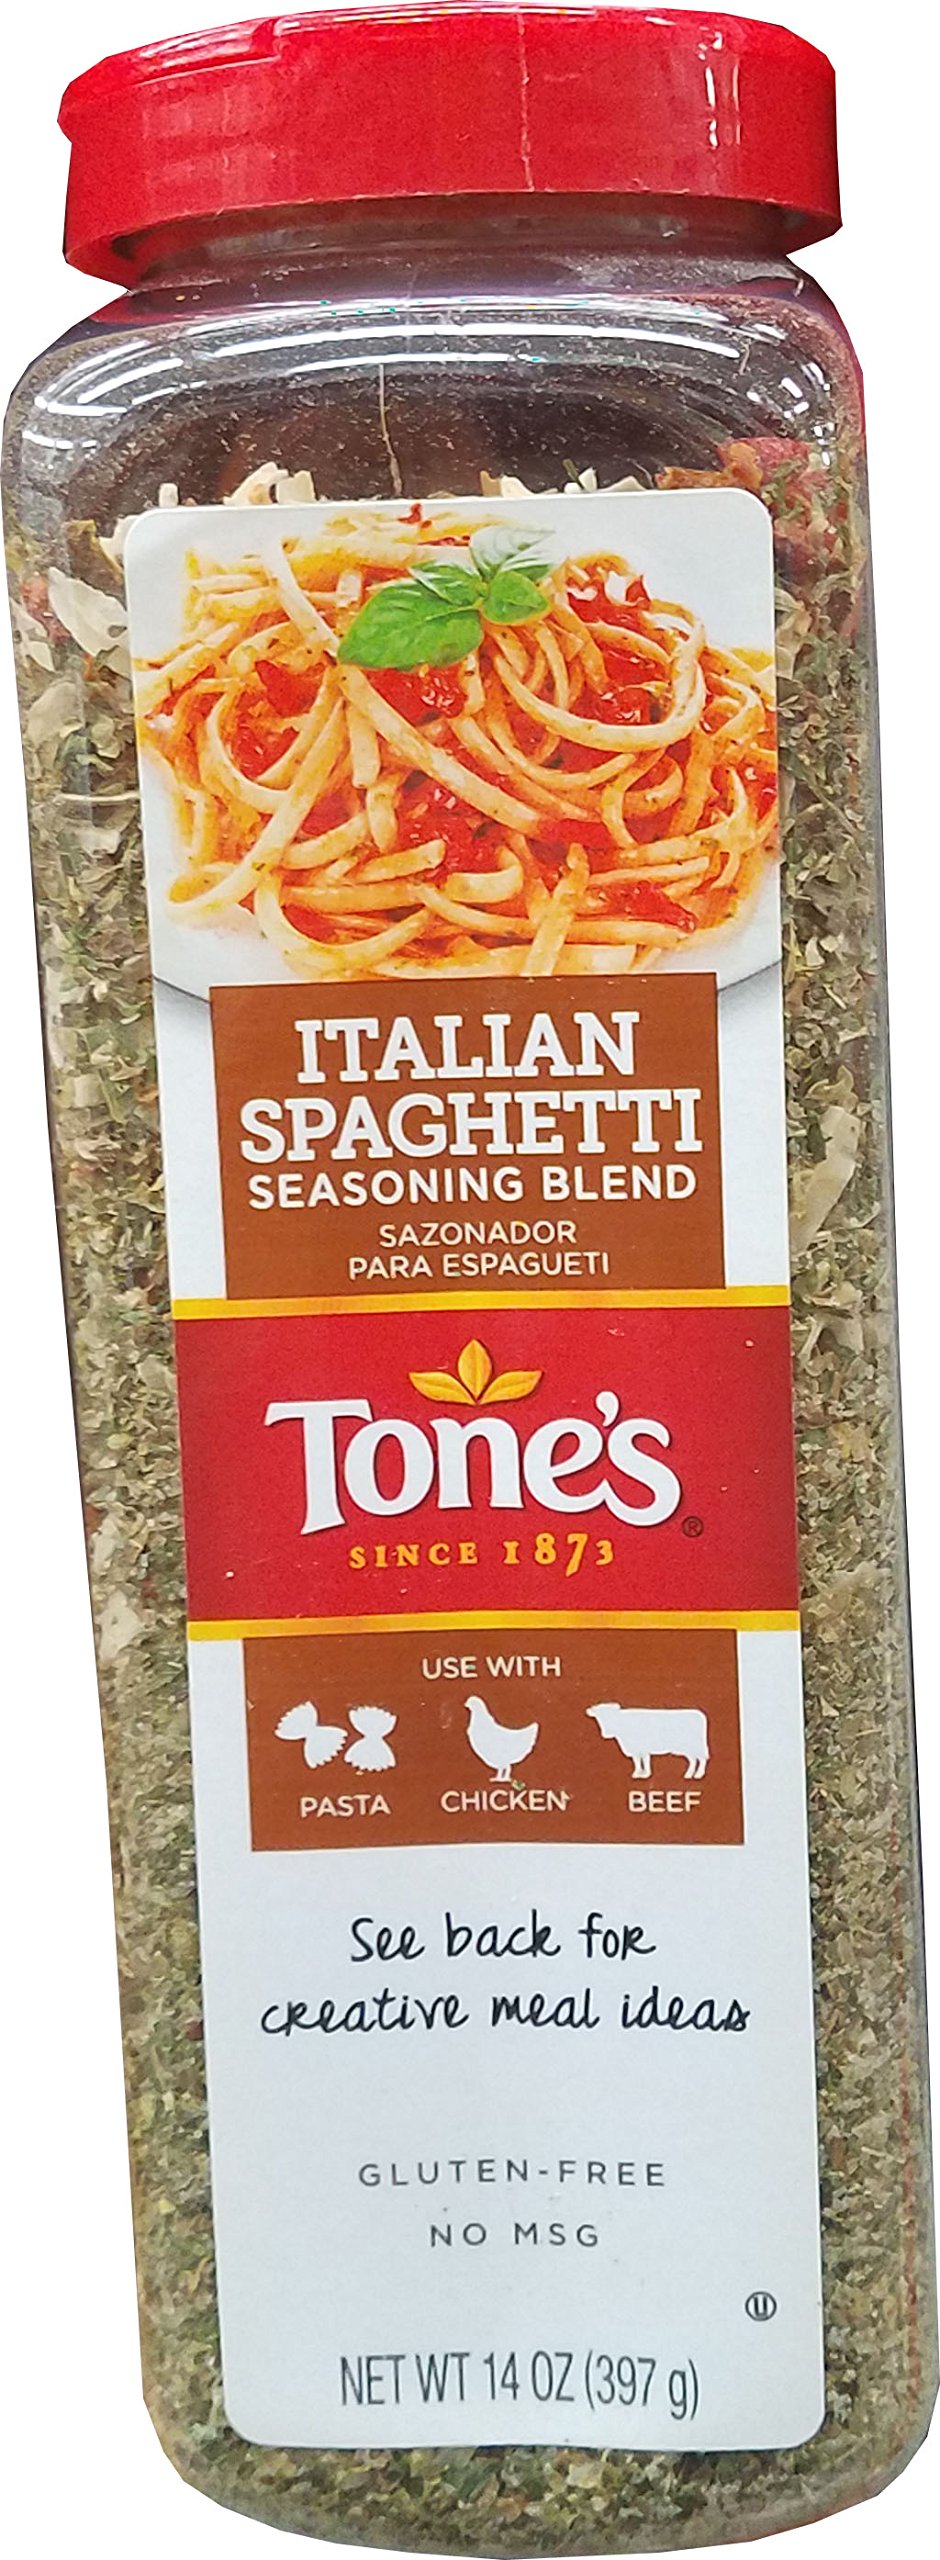 ITALIAN
SPAGHETTI
SEASONING BLEND
SAZONADOR
PARA ESPAGUETI
Tone's®
SINCE 1873
USE WITH
PASTA CHICKEN BEEF
See back for
creative meal ideas
GLUTEN-FREE
NO MSG
U
NET WT 14 OZ (397 g)